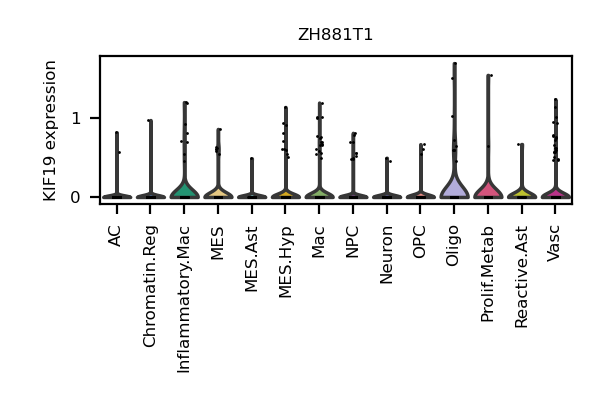 ZH881T1
KIF19 expression
1
0
AC
Chromatin.Reg
Inflammatory.Mac
MES
MES.Ast
MES.Hyp
Mac
NPC
Neuron
OPC
Oligo
Prolif.Metab
Reactive.Ast
Vasc